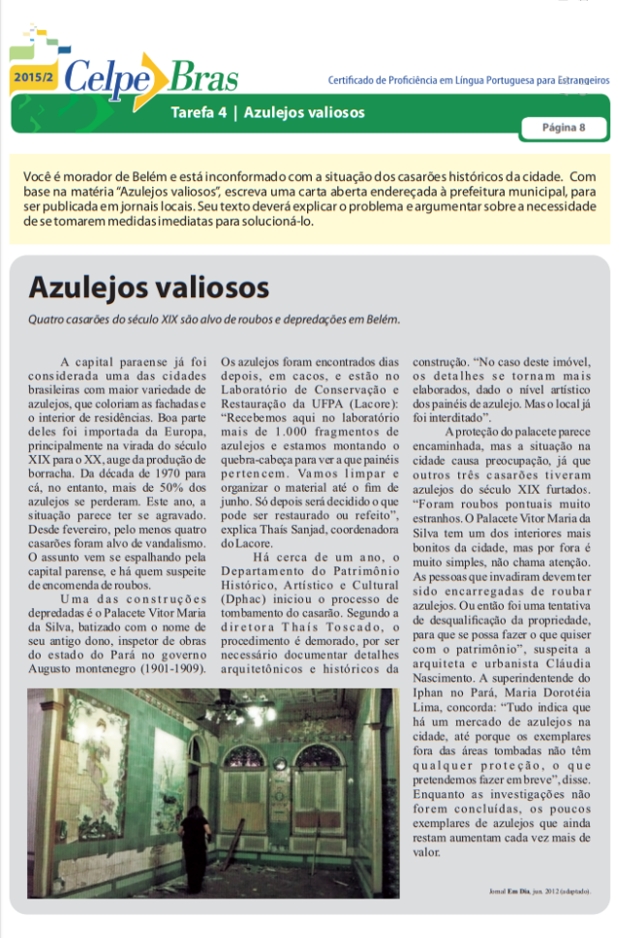 2015/2
Celpe Bras
Certificado de Proficiência em Língua Portuguesa para Estrangeiros
Tarefa 4 | Azulejos valiosos
Página 8
Você é morador de Belém e está inconformado com a situação dos casarões históricos da cidade. Com
base na matéria “Azulejos valiosos”, escreva uma carta aberta endereçada à prefeitura municipal, para
ser publicada em jornais locais. Seu texto deverá explicar o problema e argumentar sobre a necessidade
de se tomarem medidas imediatas para solucioná-lo.
Azulejos valiosos
Quatro casarões do século XIX são alvo de roubos e depredações em Belém.
A capital paraense já foi
considerada uma das cidades
brasileiras com maior variedade de
azulejos, que coloriam as fachadas e
o interior de residências. Boa parte
deles foi importada da Europa,
principalmente na virada do século
XIX para o XX, auge da produção de
borracha. Da década de 1970 para
cá, no entanto, mais de 50% dos
azulejos se perderam. Este ano, a
situação parece ter se agravado.
Desde fevereiro, pelo menos quatro
casarões foram alvo de vandalismo.
O assunto vem se espalhando pela
capital parense, e há quem suspeite
de encomenda de roubos.
Uma das construções
depredadas é o Palacete Vitor Maria
da Silva, batizado com o nome de
seu antigo dono, inspetor de obras
do estado do Pará no governo
Augusto montenegro (1901-1909).
Os azulejos foram encontrados dias
depois, em cacos, e estão no
Laboratório de Conservação e
Restauração da UFPA (Lacore):
“Recebemos aqui no laboratório
mais de 1.000 fragmentos de
azulejos e estamos montando o
quebra-cabeça para ver a que painéis
pertencem. Vamos limpar e
organizar o material até o fim de
junho. Só depois será decidido o que
pode ser restaurado ou refeito”,
explica Thais Sanjad, coordenadora
do Lacore.
Há cerca de um ano, o
Departamento do Patrimônio
Histórico, Artístico e Cultural
(Dphac) iniciou o processo de
tombamento do casarão. Segundo a
diretora Thaís Toscado, o
procedimento é demorado, por ser
necessário documentar detalhes
arquitetônicos e históricos da
construção. “No caso deste imóvel,
os detalhes se tornam mais
elaborados, dado o nível artístico
dos painéis de azulejo. Mas o local já
foi interditado”.
A proteção do palacete parece
encaminhada, mas a situação na
cidade causa preocupação, já que
outros três casarões tiveram
azulejos do século XIX furtados.
“Foram roubos pontuais muito
estranhos. O Palacete Vitor Maria da
Silva tem um dos interiores mais
bonitos da cidade, mas por fora é
muito simples, não chama atenção.
As pessoas que invadiram devem ter
sido encarregadas de roubar
azulejos. Ou então foi uma tentativa
de desqualificação da propriedade,
para que se possa fazer o que quiser
com o patrimônio”, suspeita a
arquiteta e urbanista Cláudia
Nascimento. A superintendente do
Iphan no Pará, Maria Dorotéia
Lima, concorda: “Tudo indica que
há um mercado de azulejos na
cidade, até porque os exemplares
fora das áreas tombadas não têm
qualquer proteção, o que
pretendemos fazer em breve”, disse.
Enquanto as investigações não
forem concluídas, os poucos
exemplares de azulejos que ainda
restam aumentam cada vez mais de
valor.
Jornal Em Dia, jun. 2012 (adaptado).